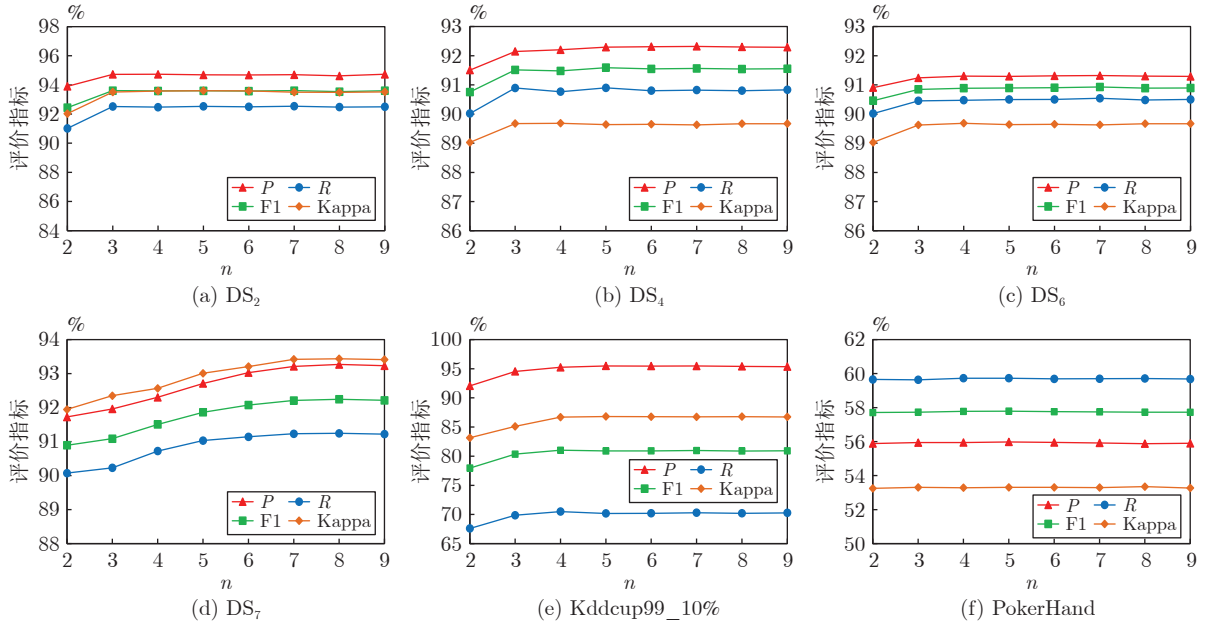 %
98
96
94
92
90
88
86
84
评价指标
P
R
F1
Kappa
2 3 4 5 6 7 8 9
n
(a) DS₂
%
93
92
91
90
89
88
87
86
评价指标
P
R
F1
Kappa
2 3 4 5 6 7 8 9
n
(b) DS₄
%
93
92
91
90
89
88
87
86
评价指标
P
R
F1
Kappa
2 3 4 5 6 7 8 9
n
(c) DS₆
%
94
93
92
91
90
89
88
评价指标
P
R
F1
Kappa
2 3 4 5 6 7 8 9
n
(d) DS₇
%
100
95
90
85
80
75
70
65
评价指标
P
R
F1
Kappa
2 3 4 5 6 7 8 9
n
(e) Kddcup99_10%
%
62
60
58
56
54
52
50
评价指标
P
R
F1
Kappa
2 3 4 5 6 7 8 9
n
(f) PokerHand